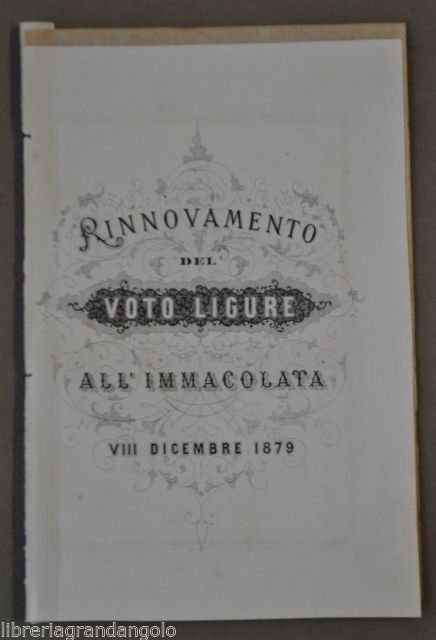 RINNOVAMENTO
DEL
VOTO LIGURE
ALL' IMMACOLATA
VIII DICEMBRE 1879
libreriagrandangolo